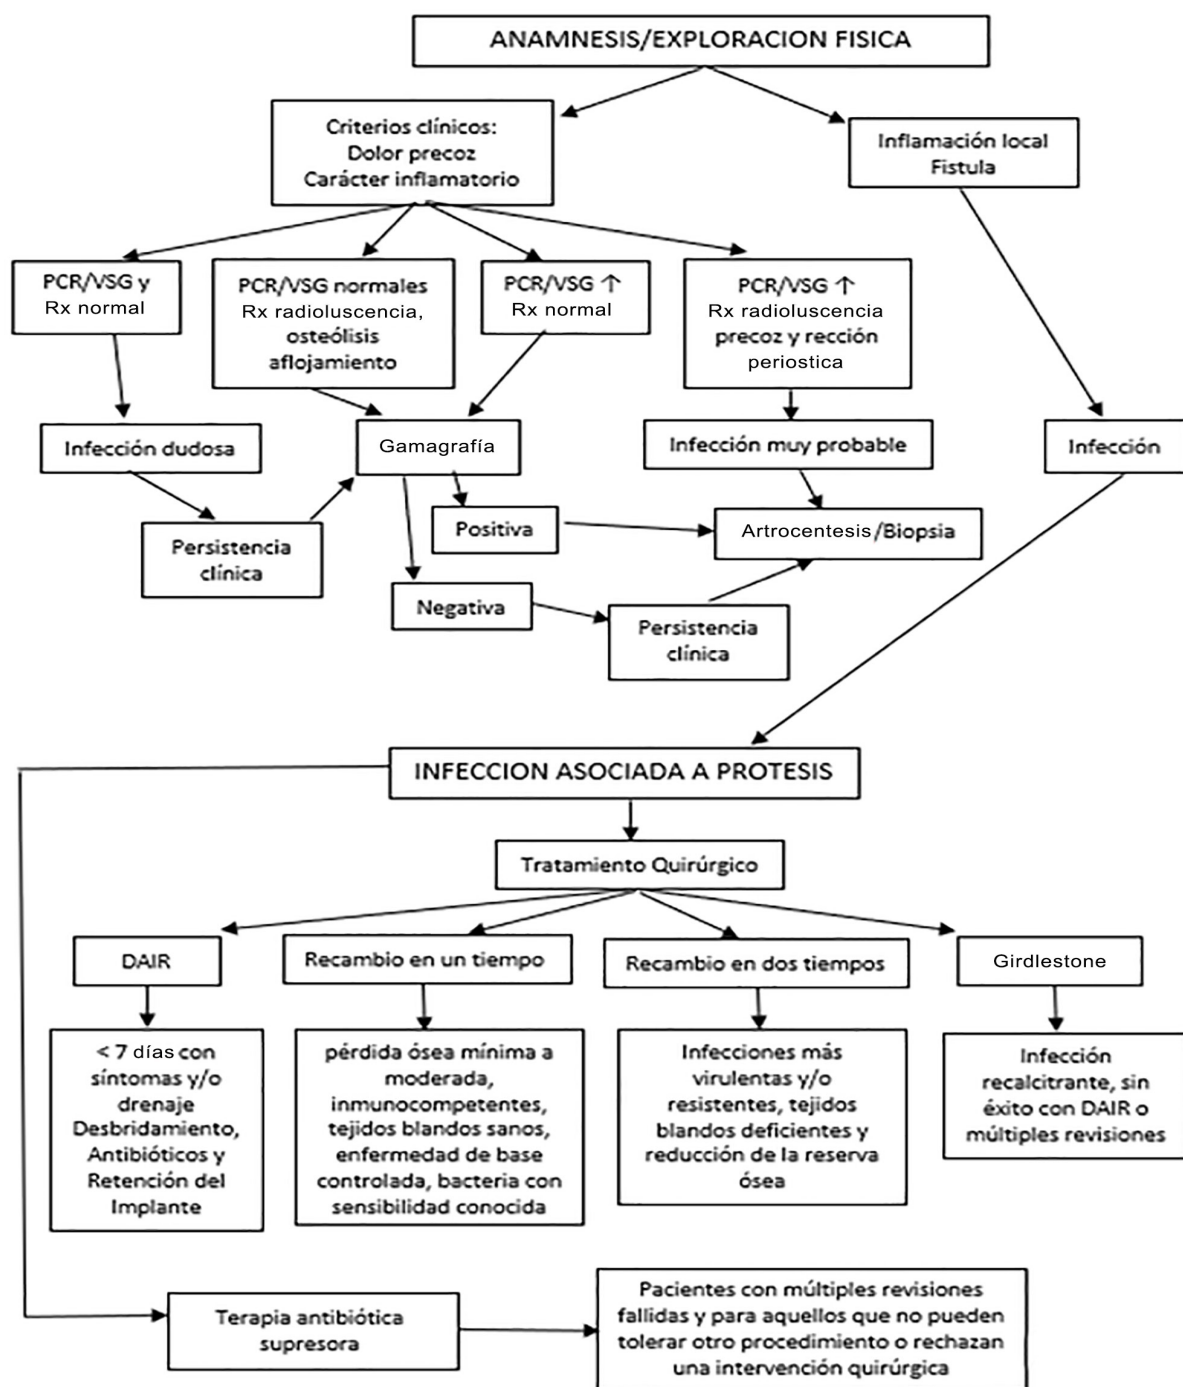 ANAMNESIS/EXPLORACION FISICA
Criterios clínicos:
Dolor precoz
Carácter inflamatorio
Inflamación local
Fistula
PCR/VSG y
Rx normal
PCR/VSG normales
Rx radioluscencia,
osteólisis
aflojamiento
PCR/VSG ↑
Rx normal
PCR/VSG ↑
Rx radioluscencia
precoz y rección
periostica
Infección dudosa
Gamagrafía
Infección muy probable
Infección
Persistencia
clínica
Positiva
Artrocentesis/Biopsia
Negativa
Persistencia
clínica
INFECCION ASOCIADA A PROTESIS
Tratamiento Quirúrgico
DAIR
Recambio en un tiempo
Recambio en dos tiempos
Girdlestone
< 7 días con
síntomas y/o
drenaje
Desbridamiento,
Antibióticos y
Retención del
Implante
pérdida ósea mínima a
moderada,
inmunocompetentes,
tejidos blandos sanos,
enfermedad de base
controlada, bacteria con
sensibilidad conocida
Infecciones más
virulentas y/o
resistentes, tejidos
blandos deficientes y
reducción de la reserva
ósea
Infección
recalcitrante, sin
éxito con DAIR o
múltiples revisiones
Terapia antibiótica
supresora
Pacientes con múltiples revisiones
fallidas y para aquellos que no pueden
tolerar otro procedimiento o rechazan
una intervención quirúrgica